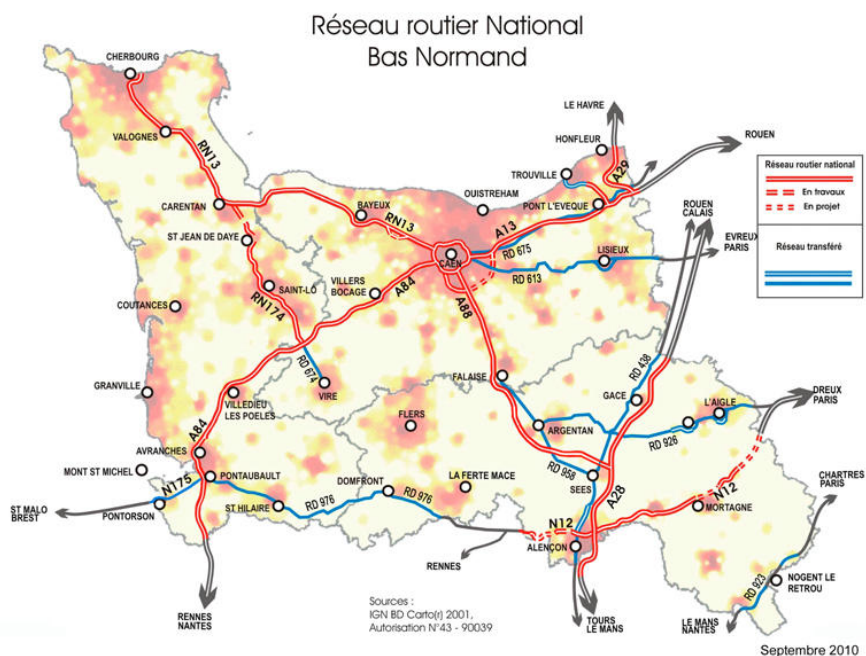 Réseau routier National
Bas Normand
CHERBOURG
VALOGNES
RN13
CARENTAN
ST JEAN DE DAYE
SAINT-LÔ
RN174
COUTANCES
GRANVILLE
VILLEDIEU
LES POELES
AVRANCHES
A84
MONT ST MICHEL
N175
PONTAUBAULT
PONTORSON
ST MALO
BREST
ST HILAIRE
RD 976
DOMFRONT
RD 976
RENNES
NANTES
RENNES
BAYEUX
RN13
OUISTREHAM
CAEN
VILLERS
BOCAGE
A84
A88
RD 674
VIRE
FLERS
LA FERTE MACE
FALAISE
ARGENTAN
RD 958
SEES
GACE
RD 438
A28
RD 926
L'AIGLE
N12
ALENÇON
N12
MORTAGNE
TOURS
LE MANS
LE MANS
NANTES
RD 923
NOGENT LE
RETROU
CHARTRES
PARIS
DREUX
PARIS
LE HAVRE
HONFLEUR
TROUVILLE
A29
ROUEN
PONT L'EVEQUE
A13
RD 675
RD 613
LISIEUX
ROUEN
CALAIS
EVREUX
PARIS
Réseau routier national
En travaux
En projet
Réseau transféré
Sources :
IGN BD Carto(r) 2001,
Autorisation N°43 - 90039
Septembre 2010